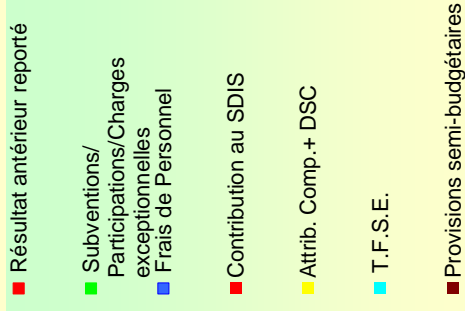 Résultat antérieur reporté
Subventions/
Participations/Charges
exceptionnelles
Frais de Personnel
Contribution au SDIS
Attrib. Comp.+ DSC
T.F.S.E.
Provisions semi-budgétaires